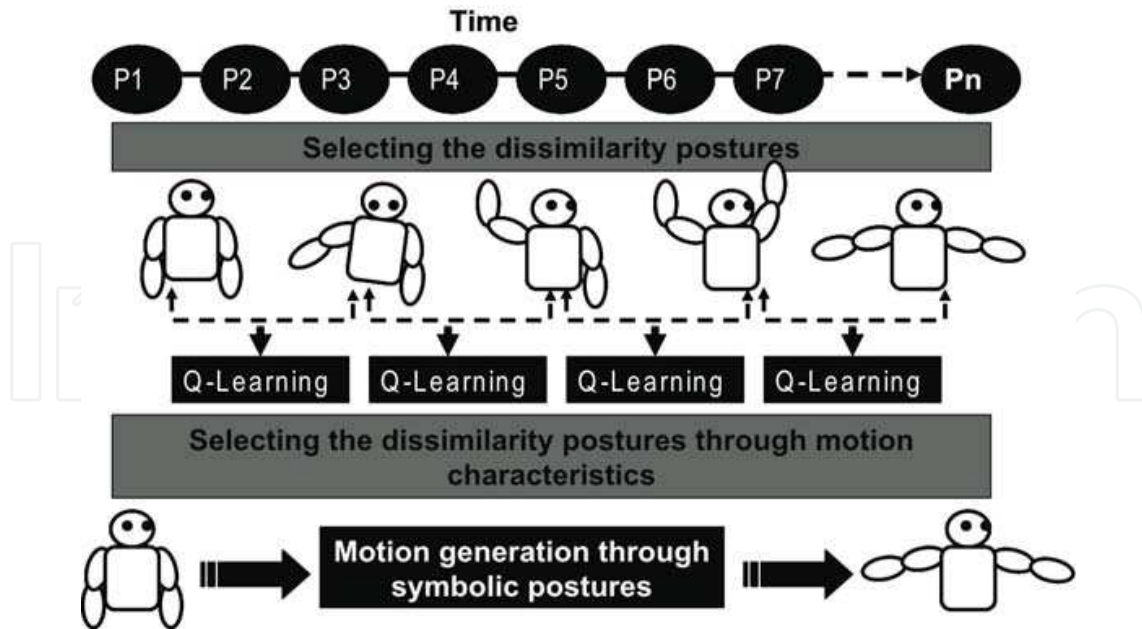 Time
P1 P2 P3 P4 P5 P6 P7 Pn
Selecting the dissimilarity postures
Q-Learning Q-Learning Q-Learning Q-Learning
Selecting the dissimilarity postures through motion
characteristics
Motion generation through
symbolic postures